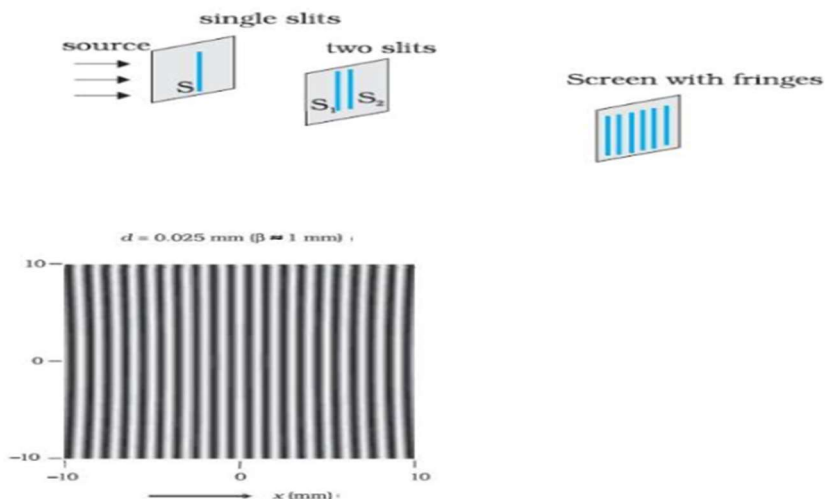 single slits
source
two slits
Screen with fringes
S
S₁ S₂
d = 0.025 mm (β ≈ 1 mm)
10
0
−10
−10 0 10
x (mm)